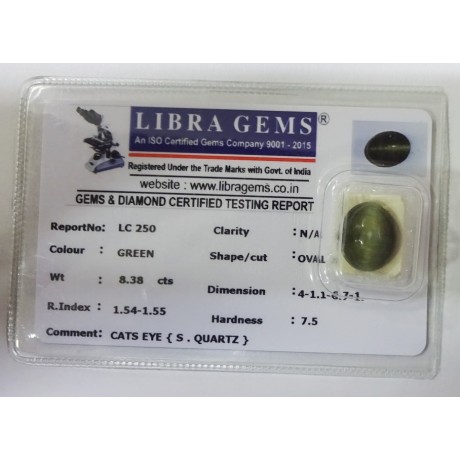 LIBRA GEMS ®
An ISO Certified Gems Company 9001 - 2015
Registered Under the Trade Marks with Govt. of India
website : www.libragems.co.in
GEMS & DIAMOND CERTIFIED TESTING REPORT
ReportNo: LC 250 Clarity : N/A
Colour : GREEN Shape/cut : OVAL
Wt : 8.38 cts Dimension :
R.Index : 1.54-1.55 Hardness : 7.5
Comment: CATS EYE { S . QUARTZ }